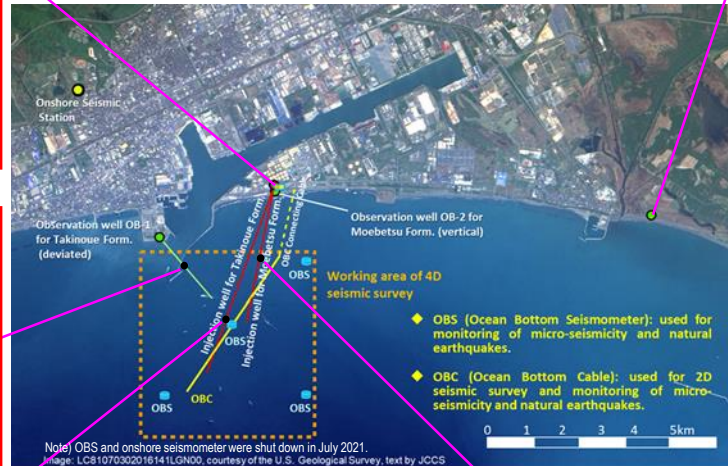 Onshore Seismic
Station
Observation well OB-1
for Takinoue Form.
(deviated)
Injection well for Takinoue Form.
Injection well for Moebetsu Form.
OBC Connecting
Observation well OB-2 for
Moebetsu Form. (vertical)
OBS
Working area of 4D
seismic survey
OBS
OBS
OBC
OBS
◆ OBS (Ocean Bottom Seismometer): used for
monitoring of micro-seismicity and natural
earthquakes.
◆ OBC (Ocean Bottom Cable): used for 2D
seismic survey and monitoring of micro-
seismicity and natural earthquakes.
0 1 2 3 4 5km
Note) OBS and onshore seismometer were shut down in July 2021.
Image: LC81070302016141LGN00, courtesy of the U.S. Geological Survey, text by JCCS